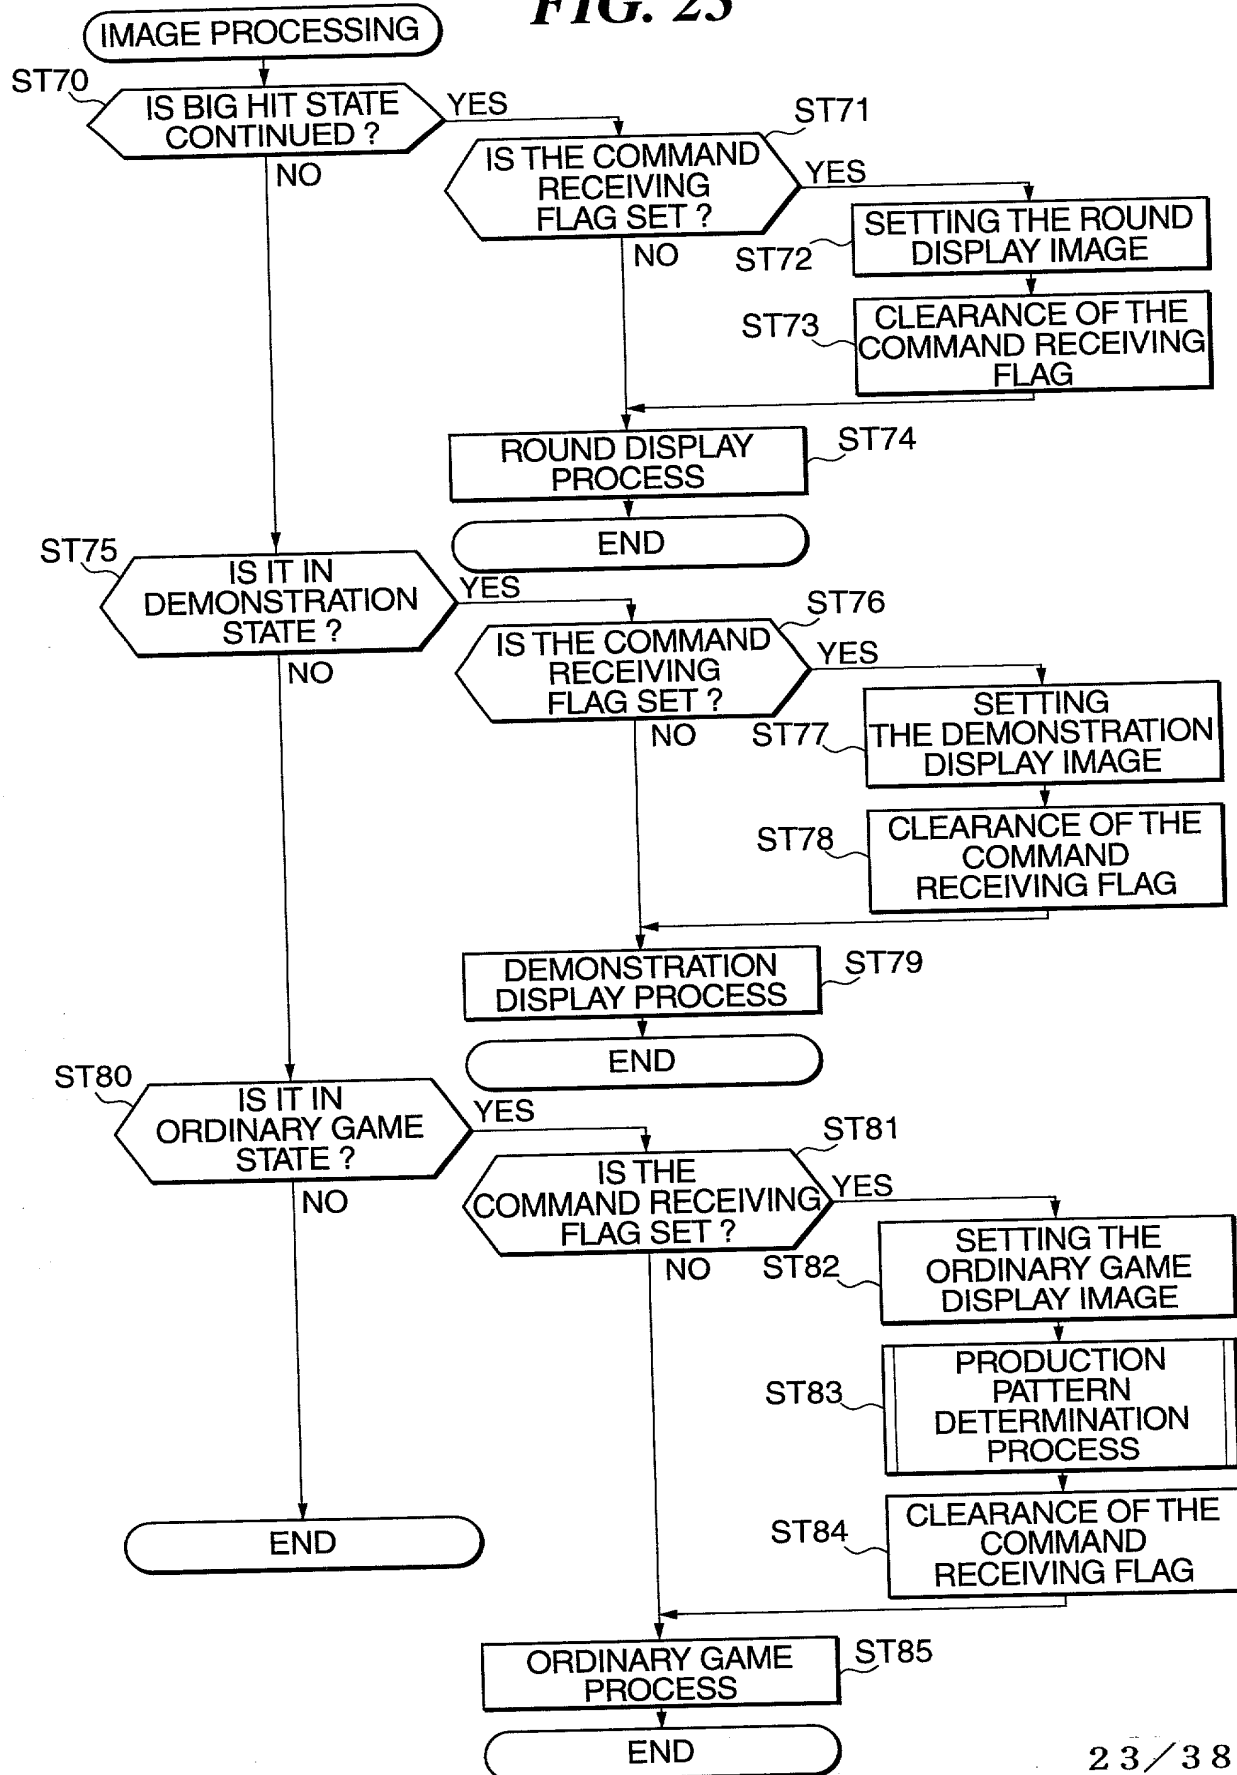 FIG. 23
IMAGE PROCESSING
ST70
IS BIG HIT STATE
CONTINUED ?
YES
NO
ST71
IS THE COMMAND
RECEIVING
FLAG SET ?
YES
NO
ST72
SETTING THE ROUND
DISPLAY IMAGE
ST73
CLEARANCE OF THE
COMMAND RECEIVING
FLAG
ROUND DISPLAY
PROCESS
ST74
END
ST75
IS IT IN
DEMONSTRATION
STATE ?
YES
NO
ST76
IS THE COMMAND
RECEIVING
FLAG SET ?
YES
NO
ST77
SETTING
THE DEMONSTRATION
DISPLAY IMAGE
ST78
CLEARANCE OF THE
COMMAND
RECEIVING FLAG
DEMONSTRATION
DISPLAY PROCESS
ST79
END
ST80
IS IT IN
ORDINARY GAME
STATE ?
YES
NO
ST81
IS THE
COMMAND RECEIVING
FLAG SET ?
YES
NO
ST82
SETTING THE
ORDINARY GAME
DISPLAY IMAGE
ST83
PRODUCTION
PATTERN
DETERMINATION
PROCESS
ST84
CLEARANCE OF THE
COMMAND
RECEIVING FLAG
END
ORDINARY GAME
PROCESS
ST85
END
23/38